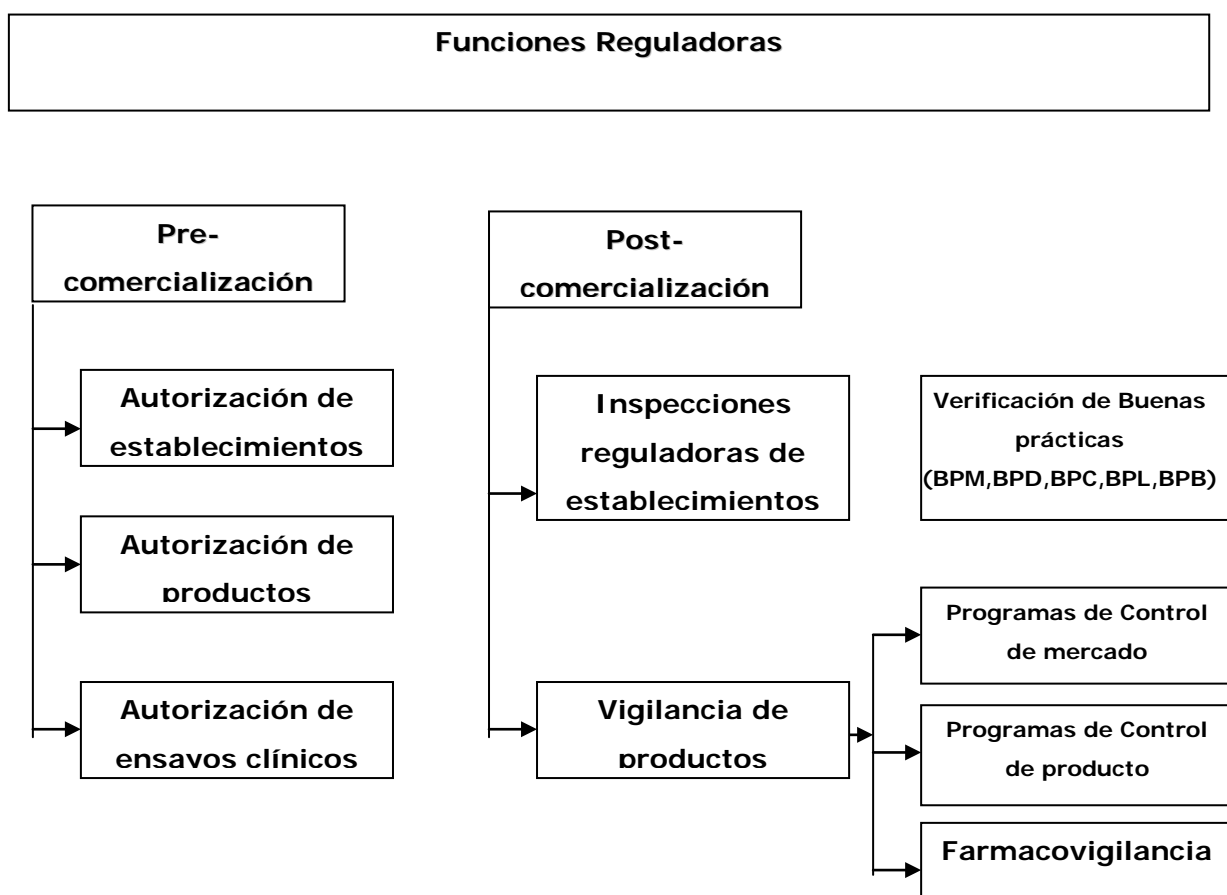 Funciones Reguladoras
Pre-
comercialización
Autorización de
establecimientos
Autorización de
productos
Autorización de
ensayos clínicos
Post-
comercialización
Inspecciones
reguladoras de
establecimientos
Vigilancia de
productos
Verificación de Buenas
prácticas
(BPM,BPD,BPC,BPL,BPB)
Programas de Control
de mercado
Programas de Control
de producto
Farmacovigilancia